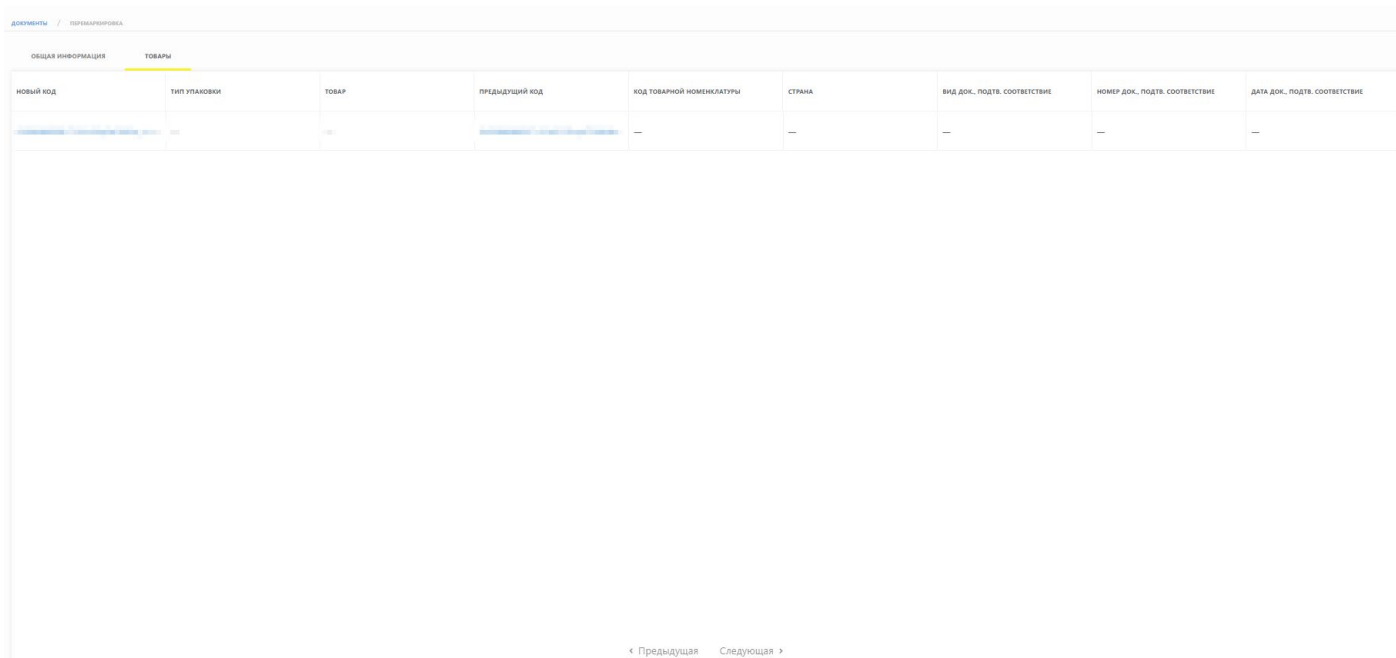 ДОКУМЕНТЫ / ПЕРЕМАРКИРОВКА
ОБЩАЯ ИНФОРМАЦИЯ ТОВАРЫ
НОВЫЙ КОД ТИП УПАКОВКИ ТОВАР ПРЕДЫДУЩИЙ КОД КОД ТОВАРНОЙ НОМЕНКЛАТУРЫ СТРАНА ВИД ДОК., ПОДТВ. СООТВЕТСТВИЕ НОМЕР ДОК., ПОДТВ. СООТВЕТСТВИЕ ДАТА ДОК., ПОДТВ. СООТВЕТСТВИЕ
— — — — —
‹ Предыдущая Следующая ›